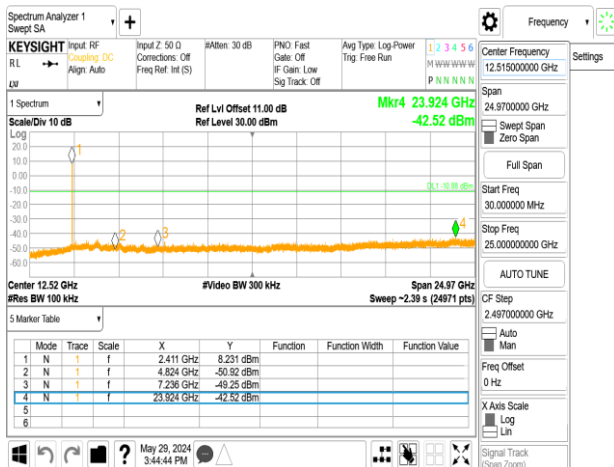 Spectrum Analyzer 1
Swept SA
Frequency
KEYSIGHT
RL
LXI
Input: RF
Coupling: DC
Align: Auto
Input Z: 50 Ω
Corrections: Off
Freq Ref: Int (S)
#Atten: 30 dB
PNO: Fast
Gate: Off
IF Gain: Low
Sig Track: Off
Avg Type: Log-Power
Trig: Free Run
1 2 3 4 5 6
M W W W W W
P N N N N N
Center Frequency
12.515000000 GHz
Settings
1 Spectrum
Scale/Div 10 dB
Ref Lvl Offset 11.00 dB
Ref Level 30.00 dBm
Mkr4 23.924 GHz
-42.52 dBm
Log
20.0
10.0
0.00
-10.0
-20.0
-30.0
-40.0
-50.0
-60.0
1
2
3
4
DL1 -10.88 dBm
Center 12.52 GHz
#Res BW 100 kHz
#Video BW 300 kHz
Span 24.97 GHz
Sweep ~2.39 s (24971 pts)
Span
24.9700000 GHz
Swept Span
Zero Span
Full Span
Start Freq
30.000000 MHz
Stop Freq
25.000000000 GHz
AUTO TUNE
CF Step
2.497000000 GHz
Auto
Man
Freq Offset
0 Hz
X Axis Scale
Log
Lin
Signal Track
(Span Zoom)
5 Marker Table
Mode Trace Scale X Y Function Function Width Function Value
1 N 1 f 2.411 GHz 8.231 dBm
2 N 1 f 4.824 GHz -50.92 dBm
3 N 1 f 7.236 GHz -49.25 dBm
4 N 1 f 23.924 GHz -42.52 dBm
5
6
?
May 29, 2024
3:44:44 PM